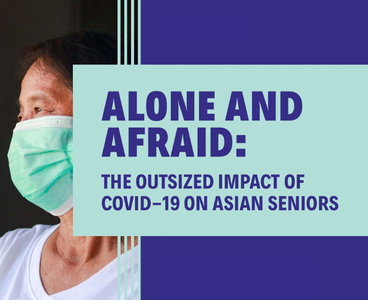 ALONE AND
AFRAID:
THE OUTSIZED IMPACT OF
COVID–19 ON ASIAN SENIORS